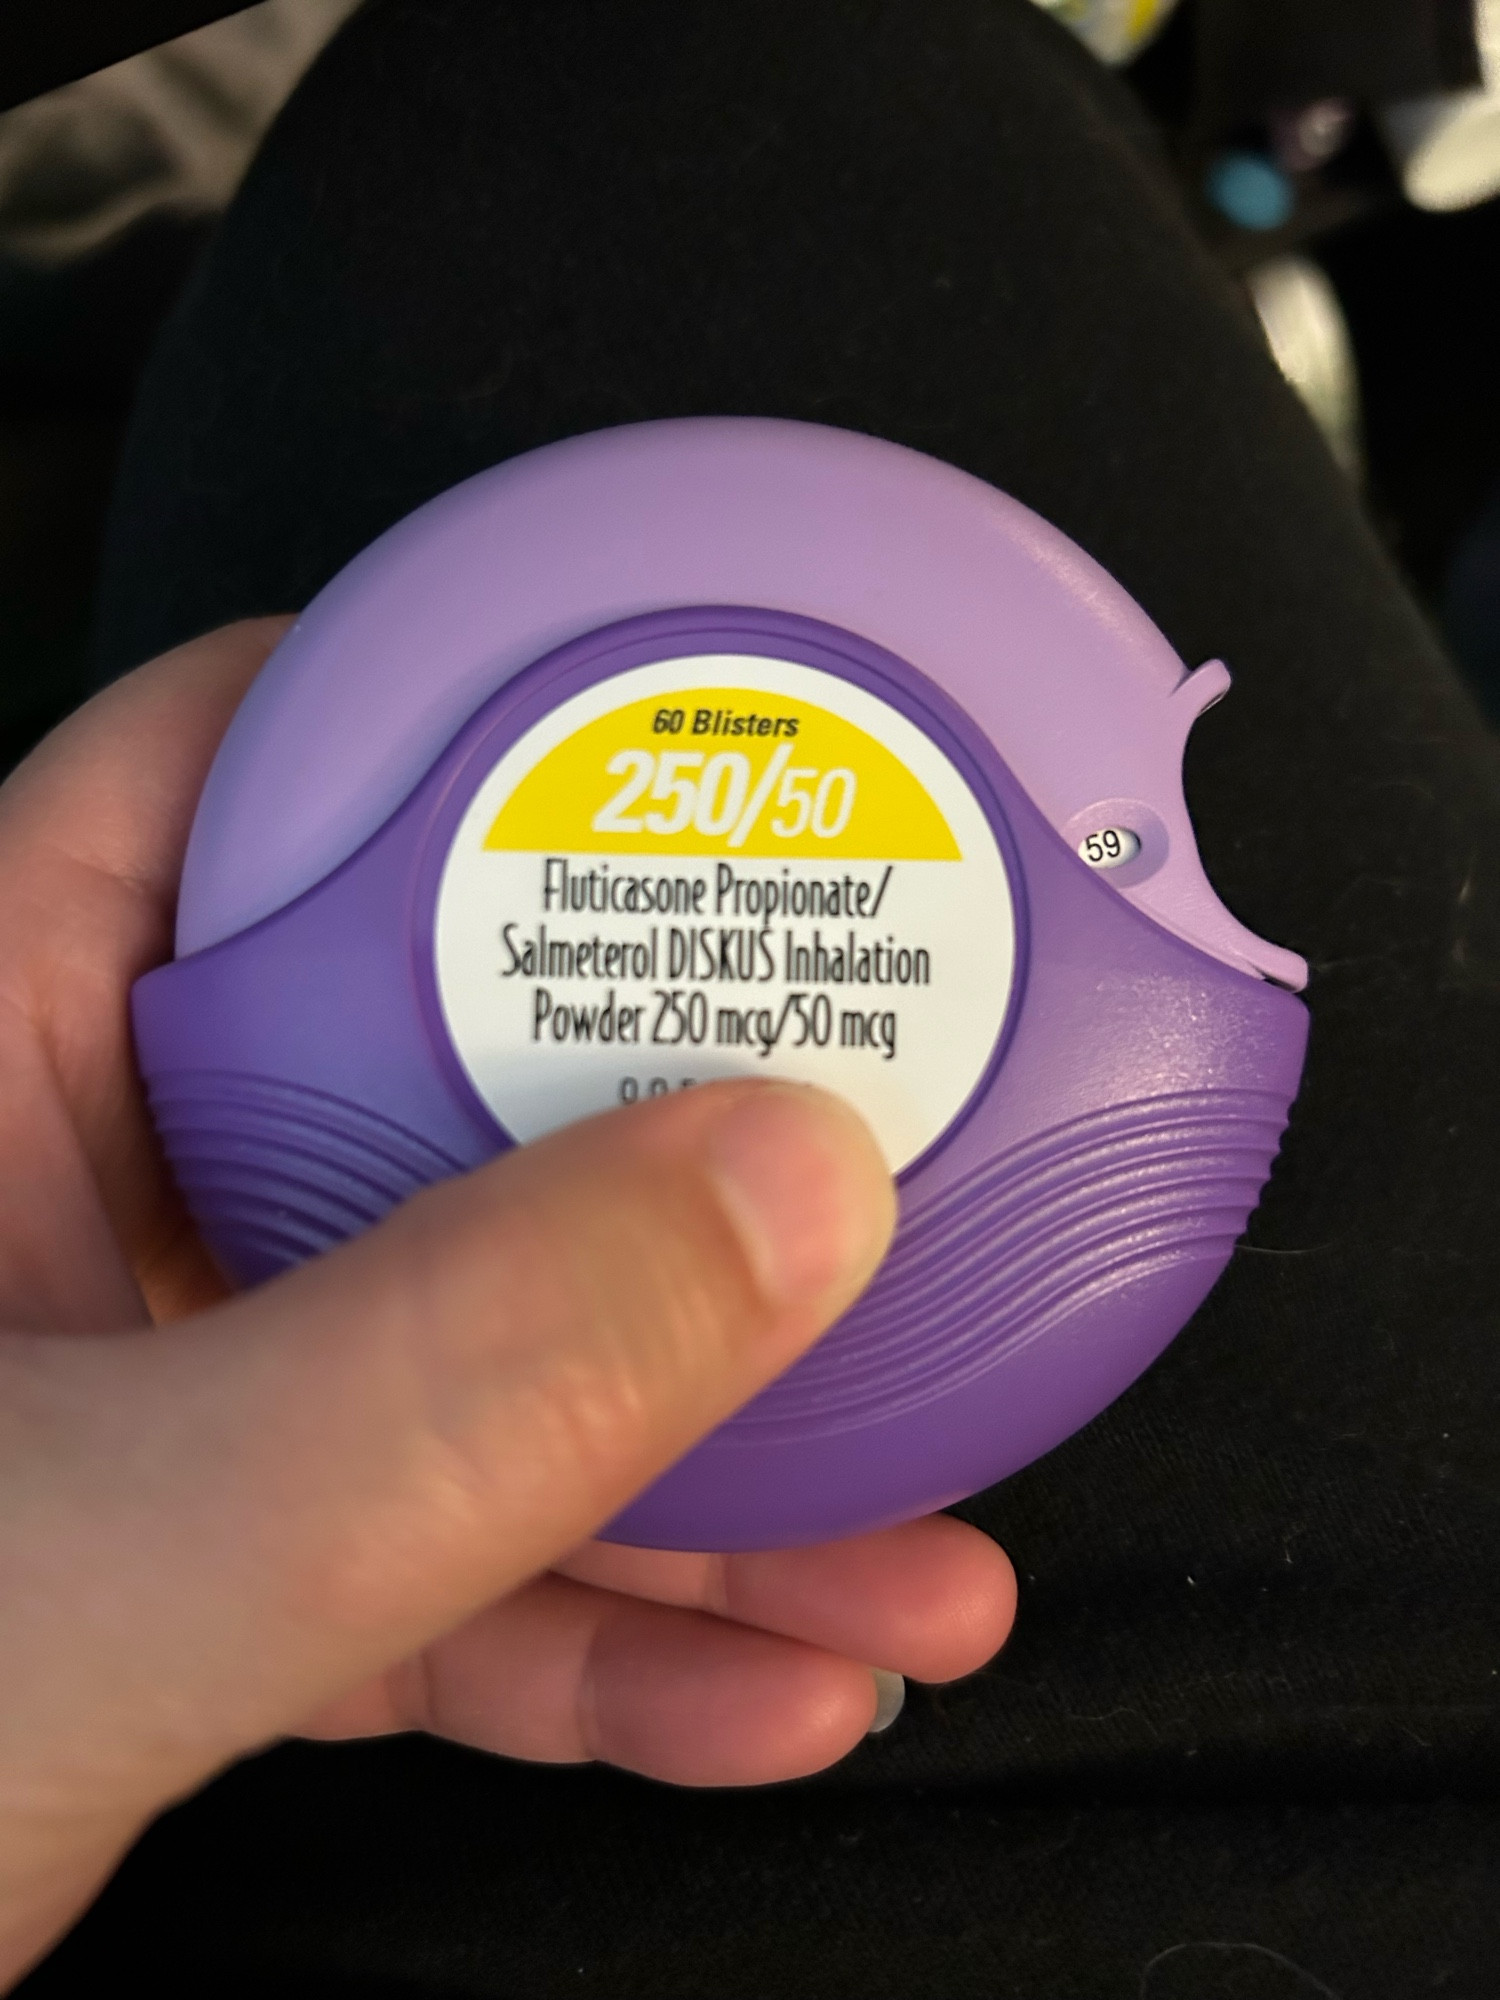 60 Blisters
250/50
59
Fluticasone Propionate/
Salmeterol DISKUS Inhalation
Powder 250 mcg/50 mcg